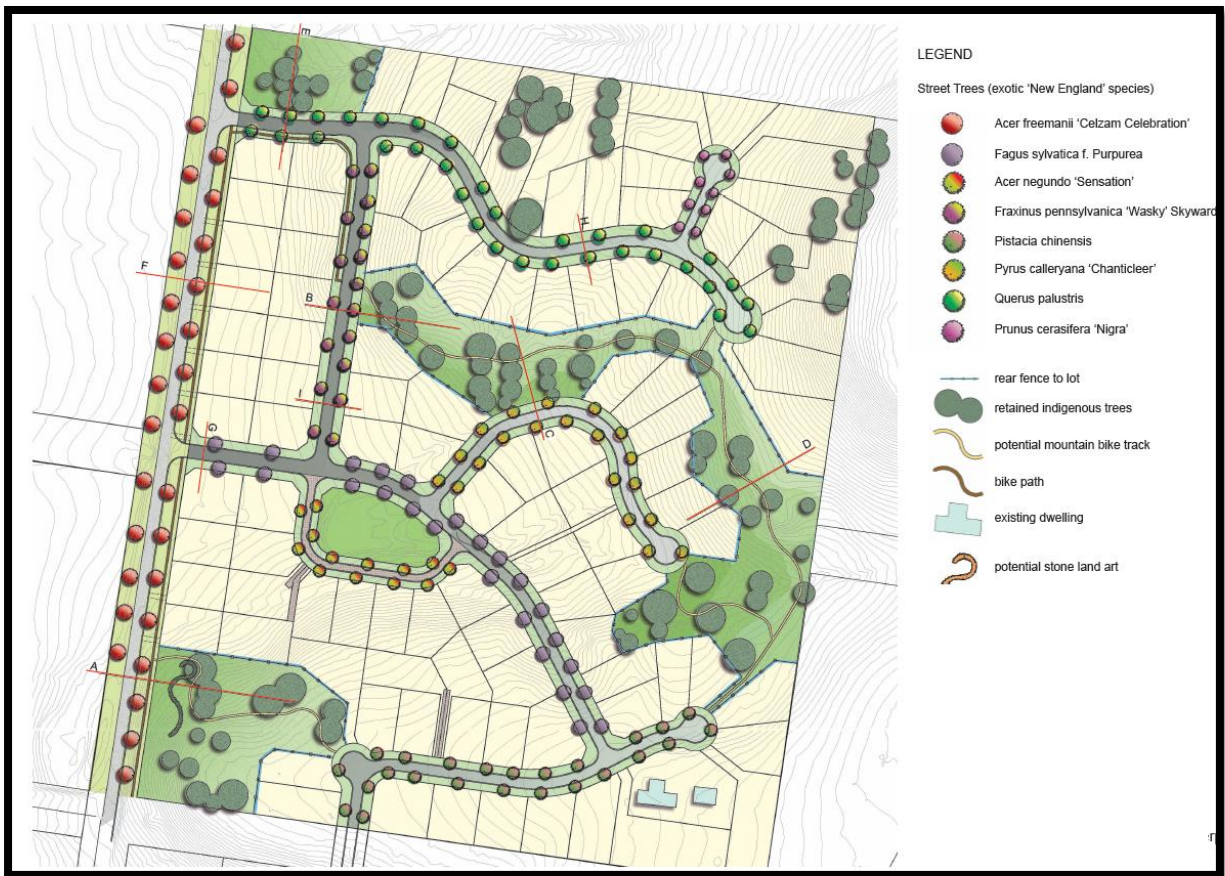 E
F
B
H
C
I
G
D
A
LEGEND
Street Trees (exotic 'New England' species)
Acer freemanii 'Celzam Celebration'
Fagus sylvatica f. Purpurea
Acer negundo 'Sensation'
Fraxinus pennsylvanica 'Wasky' Skyward
Pistacia chinensis
Pyrus calleryana 'Chanticleer'
Querus palustris
Prunus cerasifera 'Nigra'
rear fence to lot
retained indigenous trees
potential mountain bike track
bike path
existing dwelling
potential stone land art